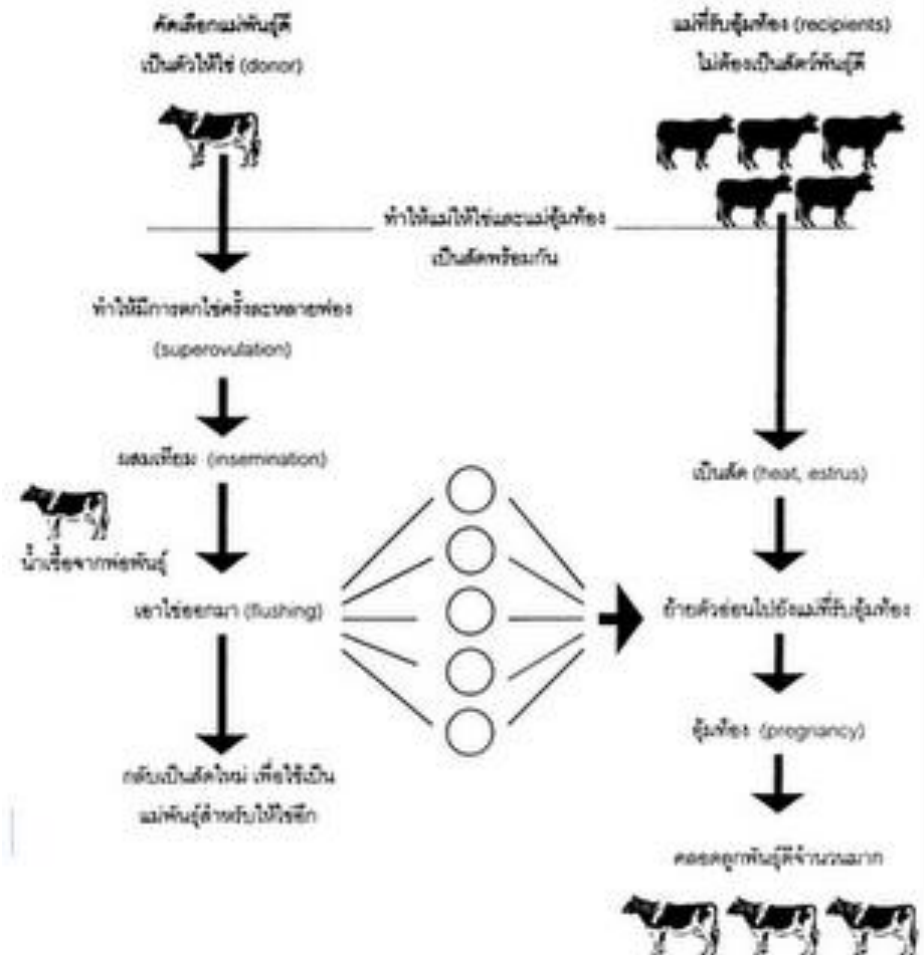 คัดเลือกแม่พันธุ์ดี
เป็นตัวให้ไข่ (donor)
แม่ที่รับอุ้มท้อง (recipients)
ไม่ต้องเป็นสัตว์พันธุ์ดี
ทำให้แม่ให้ไข่และแม่อุ้มท้อง
เป็นสัดพร้อมกัน
ทำให้มีการตกไข่ครั้งละหลายฟอง
(superovulation)
ผสมเทียม (insemination)
น้ำเชื้อจากพ่อพันธุ์
เอาไข่ออกมา (flushing)
กลับเป็นสัดใหม่ เพื่อใช้เป็น
แม่พันธุ์สำหรับให้ไข่อีก
เป็นสัด (heat, estrus)
ย้ายตัวอ่อนไปยังแม่ที่รับอุ้มท้อง
อุ้มท้อง (pregnancy)
คลอดลูกพันธุ์ดีจำนวนมาก